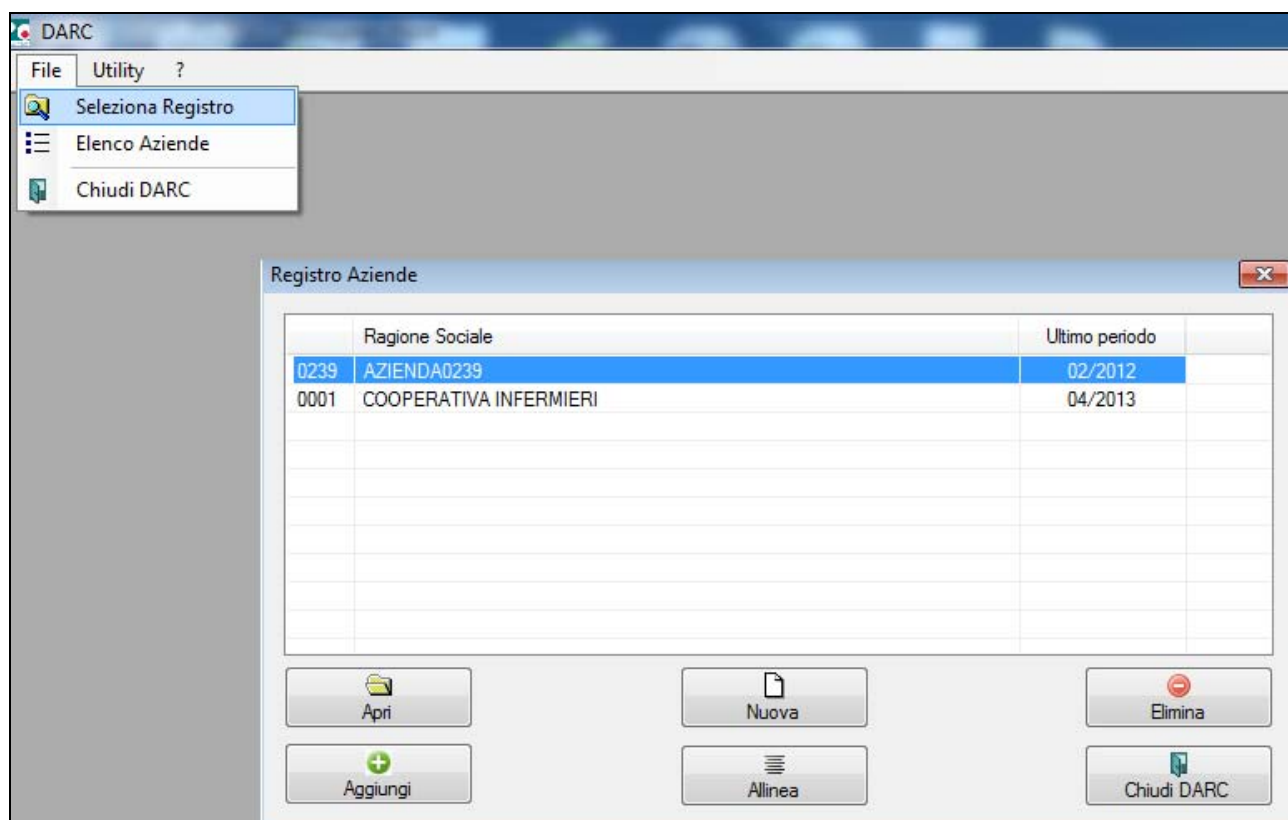 DARC
File Utility ?
Seleziona Registro
Elenco Aziende
Chiudi DARC
Registro Aziende
Ragione Sociale Ultimo periodo
0239 AZIENDA0239 02/2012
0001 COOPERATIVA INFERMIERI 04/2013
Apri Nuova Elimina
Aggiungi Allinea Chiudi DARC